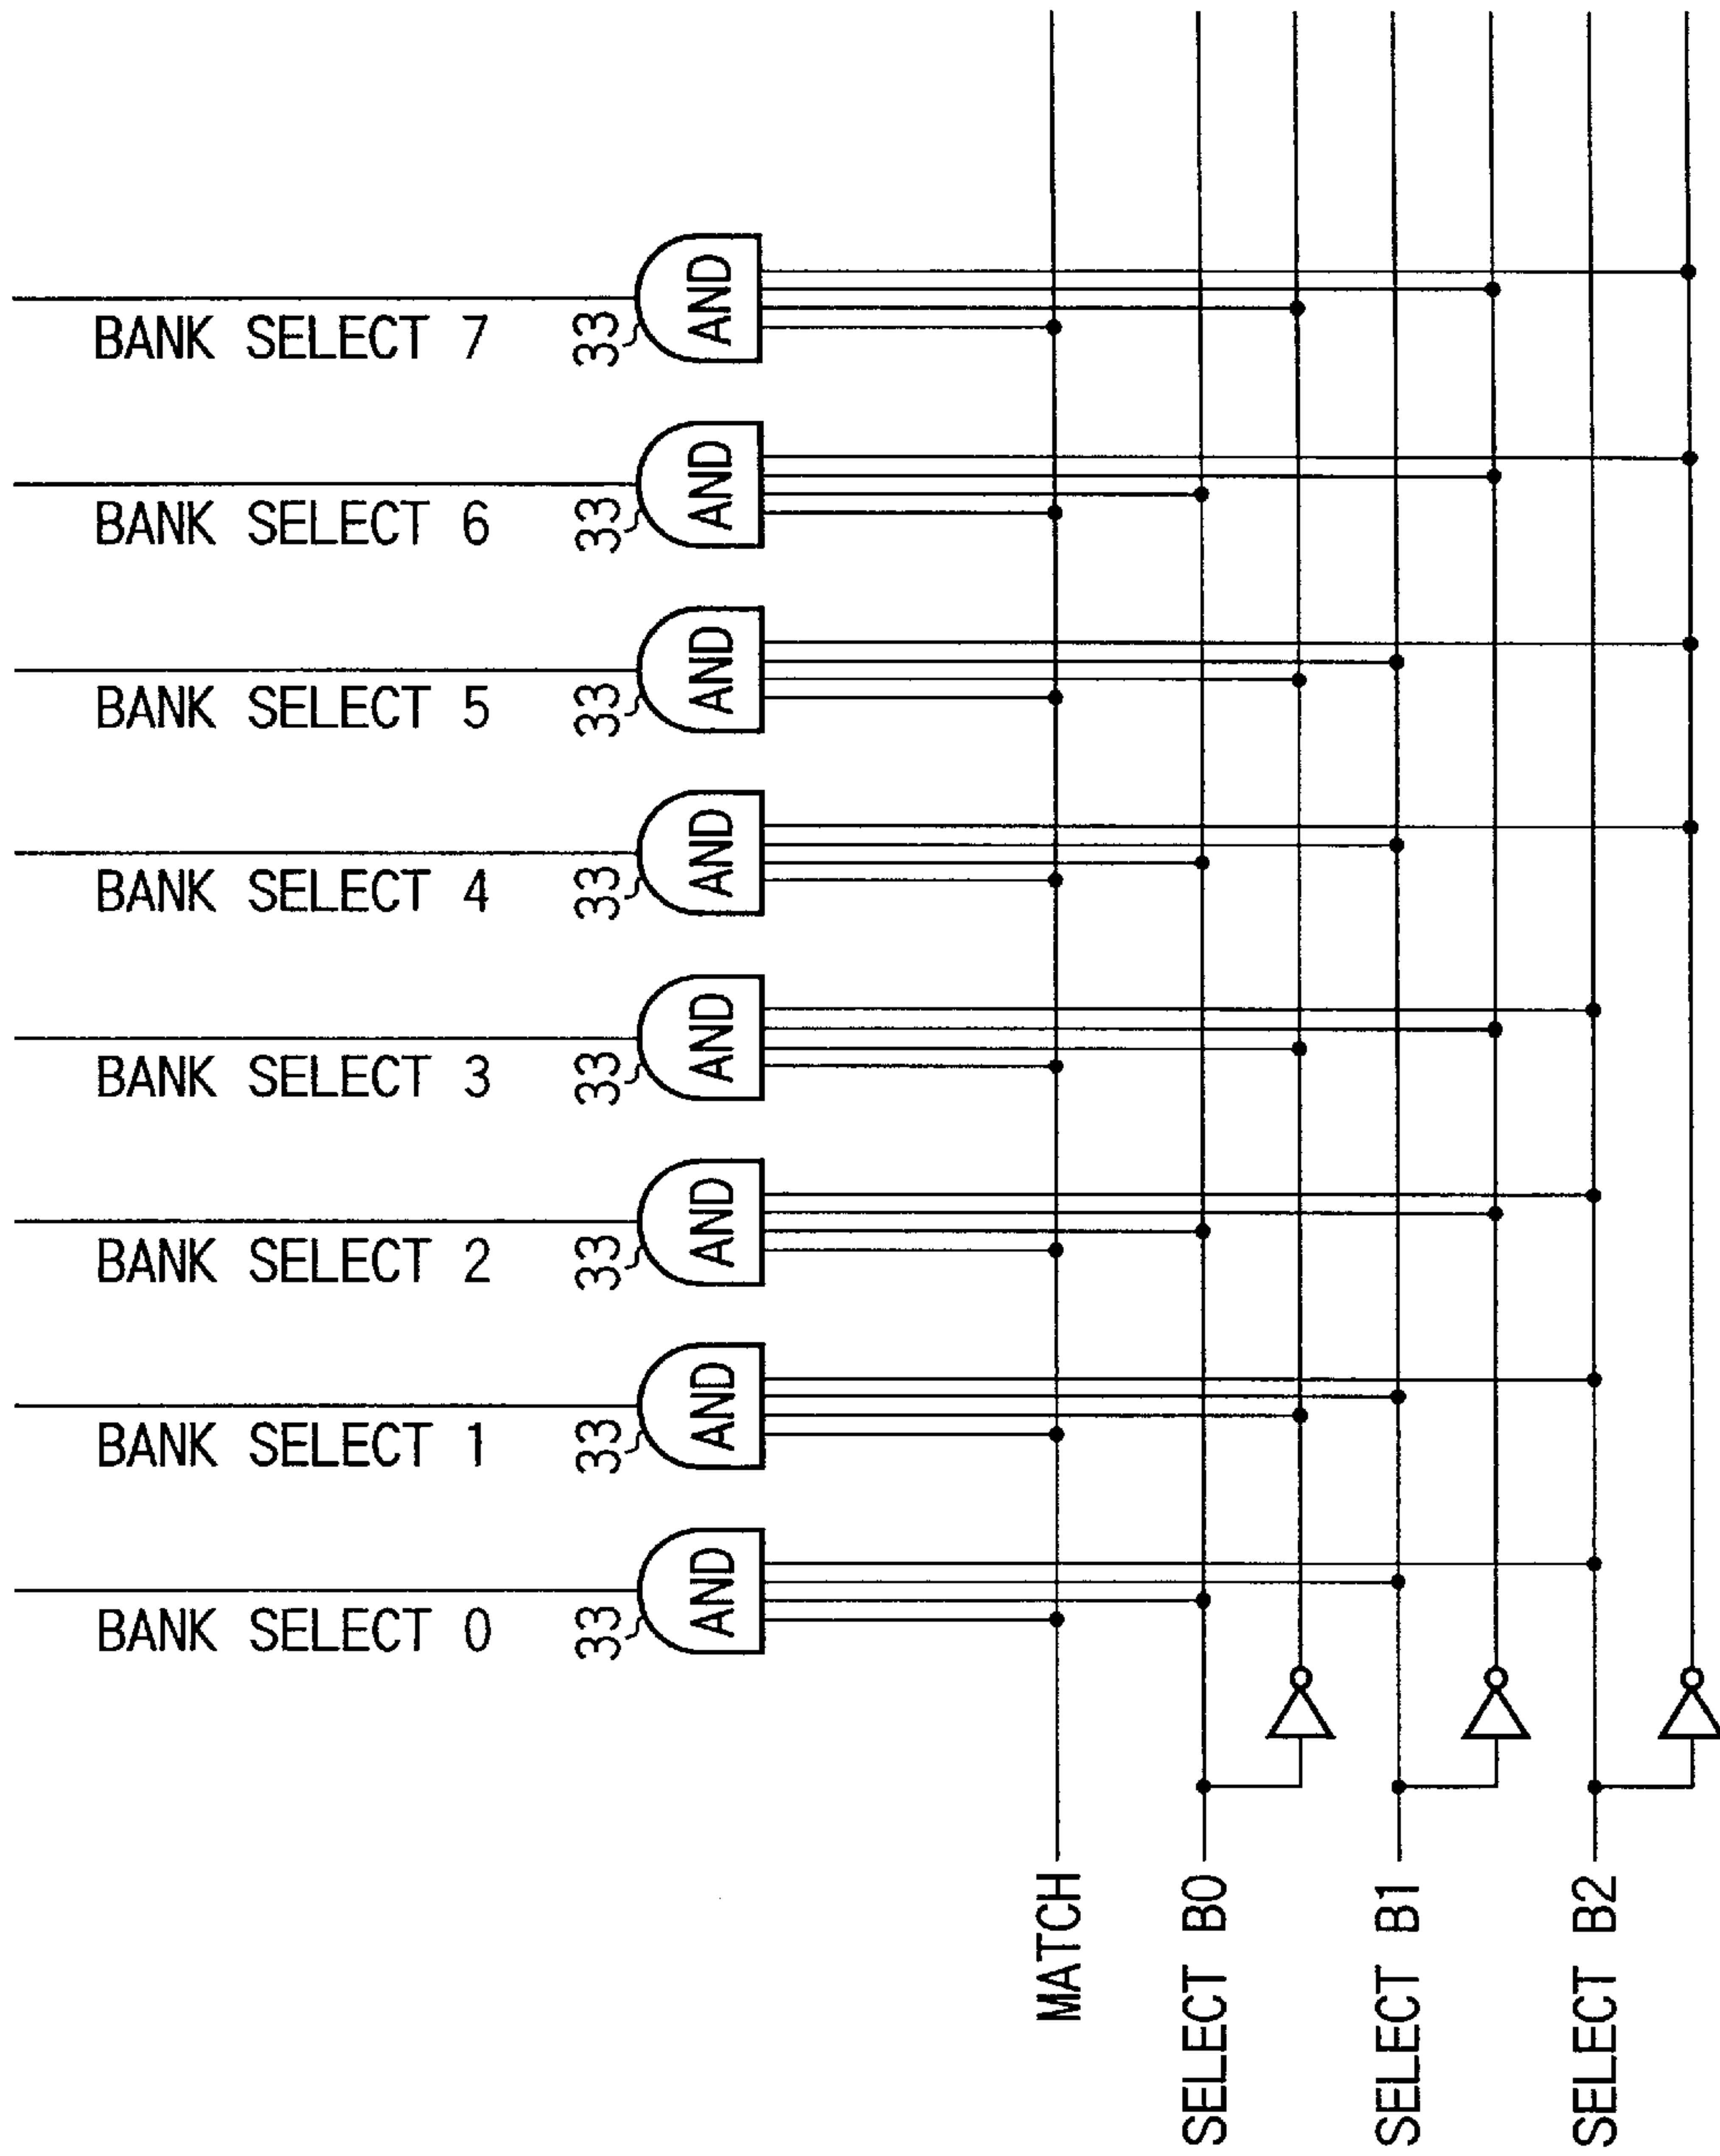 BANK SELECT 7
33
AND
BANK SELECT 6
33
AND
BANK SELECT 5
33
AND
BANK SELECT 4
33
AND
BANK SELECT 3
33
AND
BANK SELECT 2
33
AND
BANK SELECT 1
33
AND
BANK SELECT 0
33
AND
MATCH
SELECT B0
SELECT B1
SELECT B2